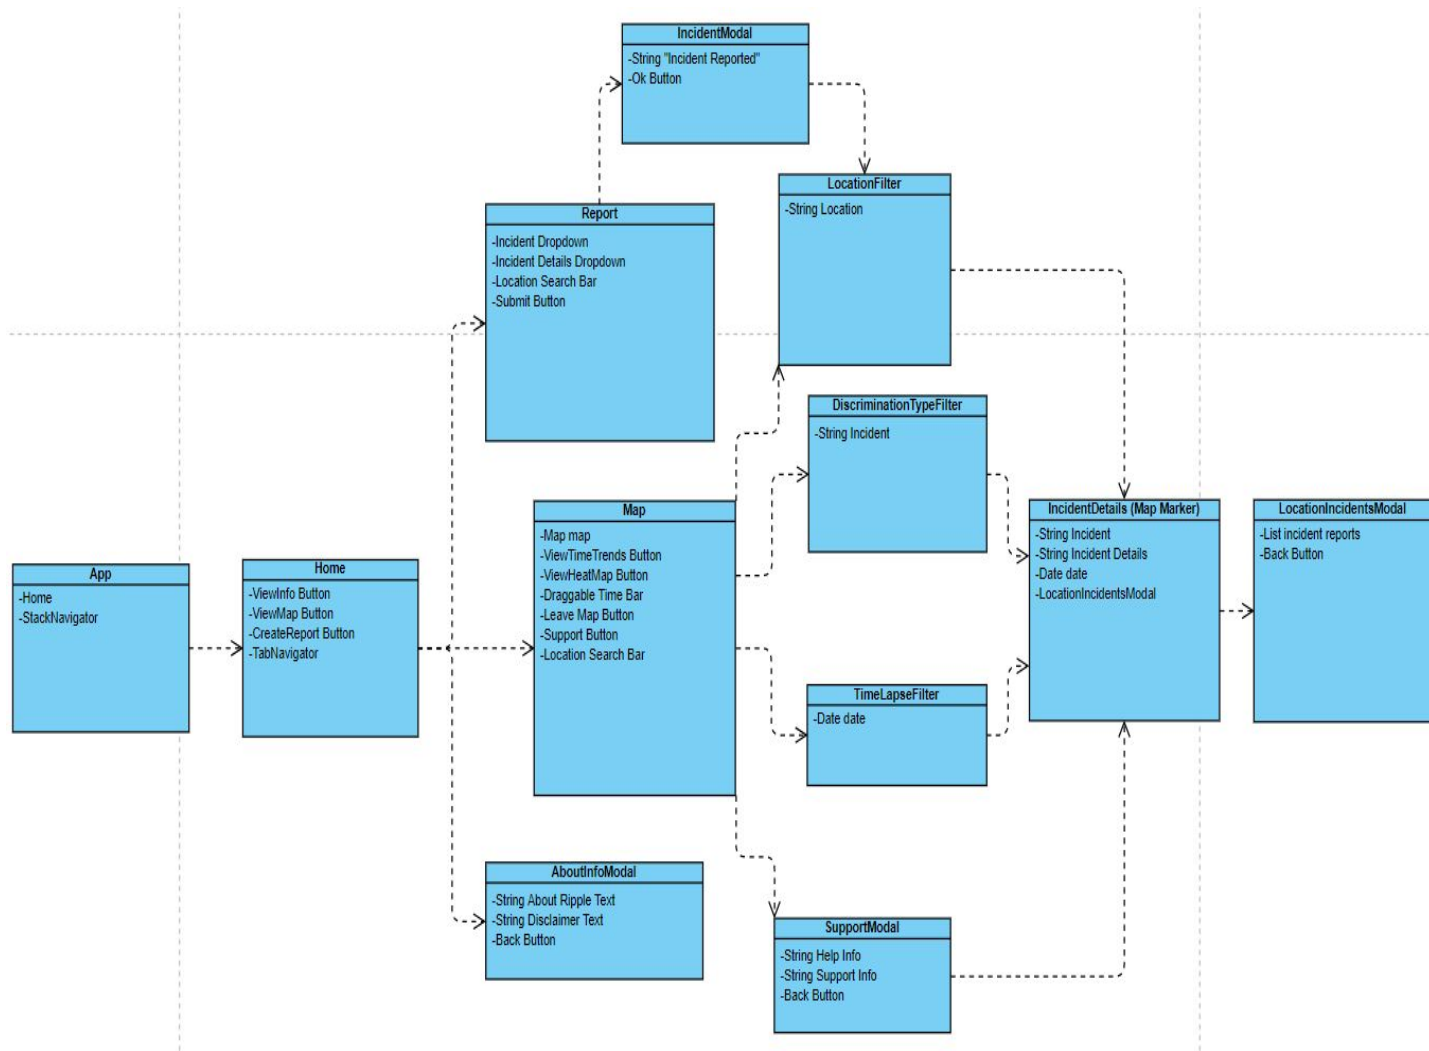 IncidentModal
-String "Incident Reported"
-Ok Button
LocationFilter
-String Location
Report
-Incident Dropdown
-Incident Details Dropdown
-Location Search Bar
-Submit Button
DiscriminationTypeFilter
-String Incident
Map
-Map map
-ViewTimeTrends Button
-ViewHeatMap Button
-Draggable Time Bar
-Leave Map Button
-Support Button
-Location Search Bar
IncidentDetails (Map Marker)
-String Incident
-String Incident Details
-Date date
-LocationIncidentsModal
LocationIncidentsModal
-List incident reports
-Back Button
App
-Home
-StackNavigator
Home
-ViewInfo Button
-ViewMap Button
-CreateReport Button
-TabNavigator
TimeLapseFilter
-Date date
AboutInfoModal
-String About Ripple Text
-String Disclaimer Text
-Back Button
SupportModal
-String Help Info
-String Support Info
-Back Button